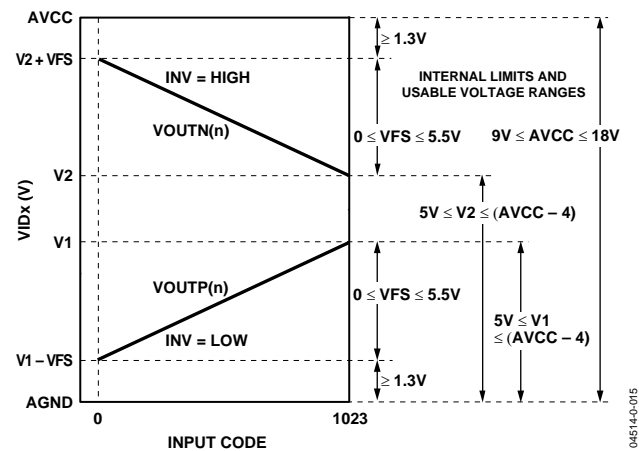 AVCC
≥ 1.3V
V2 + VFS
INV = HIGH
INTERNAL LIMITS AND
USABLE VOLTAGE RANGES
VOUTN(n)
0 ≤ VFS ≤ 5.5V
9V ≤ AVCC ≤ 18V
V2
5V ≤ V2 ≤ (AVCC – 4)
VIDx (V)
V1
VOUTP(n)
0 ≤ VFS ≤ 5.5V
5V ≤ V1
≤ (AVCC – 4)
INV = LOW
V1 – VFS
≥ 1.3V
AGND
0
1023
INPUT CODE
04514-0-015